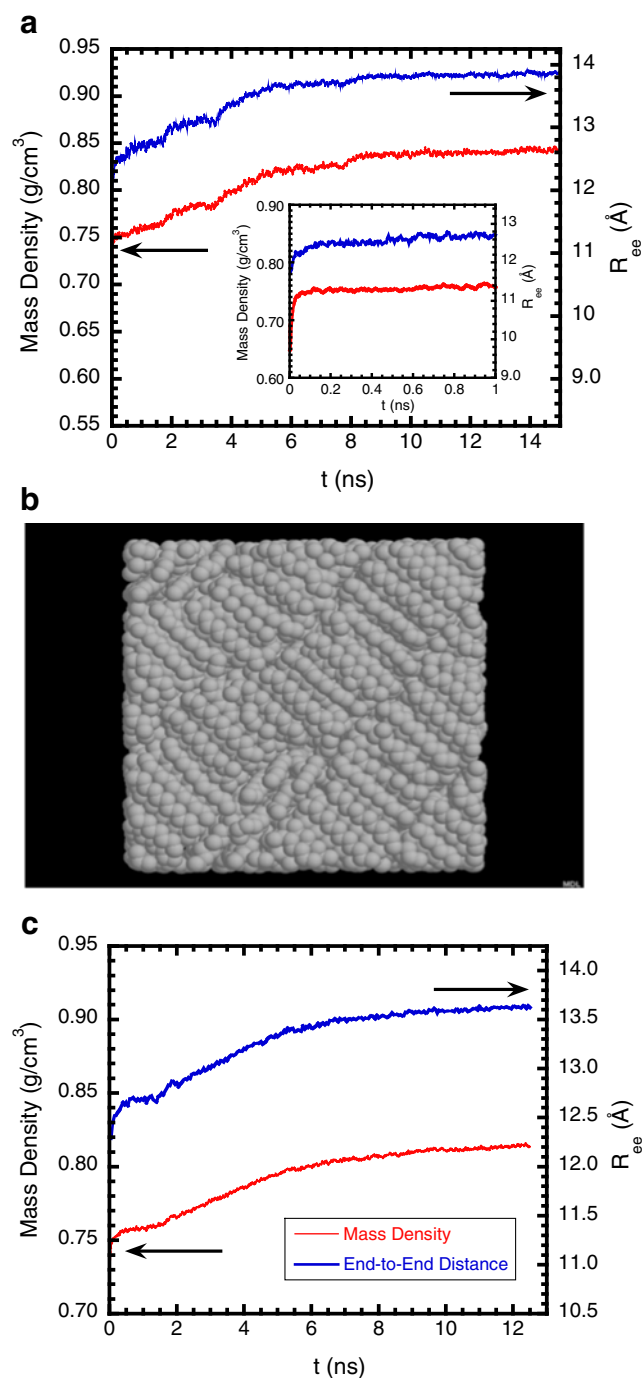 a
0.95
0.90
0.85
0.80
0.75
0.70
0.65
0.60
0.55
Mass Density (g/cm³)
14
13
12
11
10
9.0
R_ee (Å)
0.90
0.80
0.70
0.60
Mass Density (g/cm³)
13
12
11
10
9.0
R_ee (Å)
0 0.2 0.4 0.6 0.8 1
t (ns)
0 2 4 6 8 10 12 14
t (ns)
b
MDL
c
0.95
0.90
0.85
0.80
0.75
0.70
Mass Density (g/cm³)
14.0
13.5
13.0
12.5
12.0
11.5
11.0
10.5
R_ee (Å)
Mass Density
End-to-End Distance
0 2 4 6 8 10 12
t (ns)